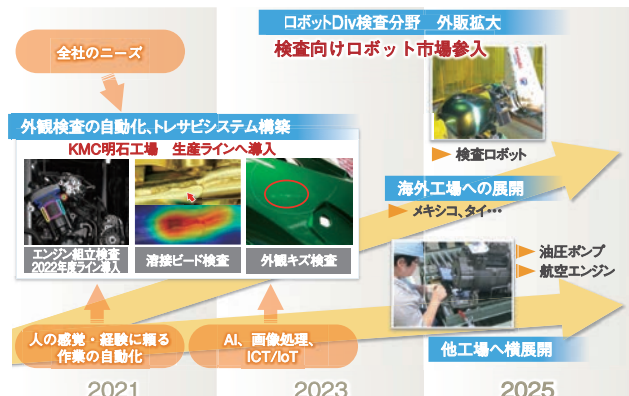 ロボットDiv検査分野　外販拡大
検査向けロボット市場参入
全社のニーズ
検査ロボット
外観検査の自動化、トレサビシステム構築
KMC明石工場　生産ラインへ導入
エンジン組立検査
2022年度ライン導入
溶接ビード検査
外観キズ検査
海外工場への展開
メキシコ、タイ…
油圧ポンプ
航空エンジン
人の感覚・経験に頼る
作業の自動化
AI、画像処理、
ICT/IoT
他工場へ横展開
2021
2023
2025